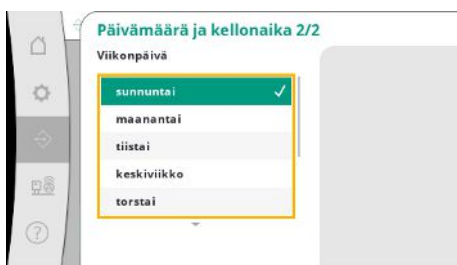 Päivämäärä ja kellonaika 2/2
Viikonpäivä
sunnuntai
maanantai
tiistai
keskiviikko
torstai
?